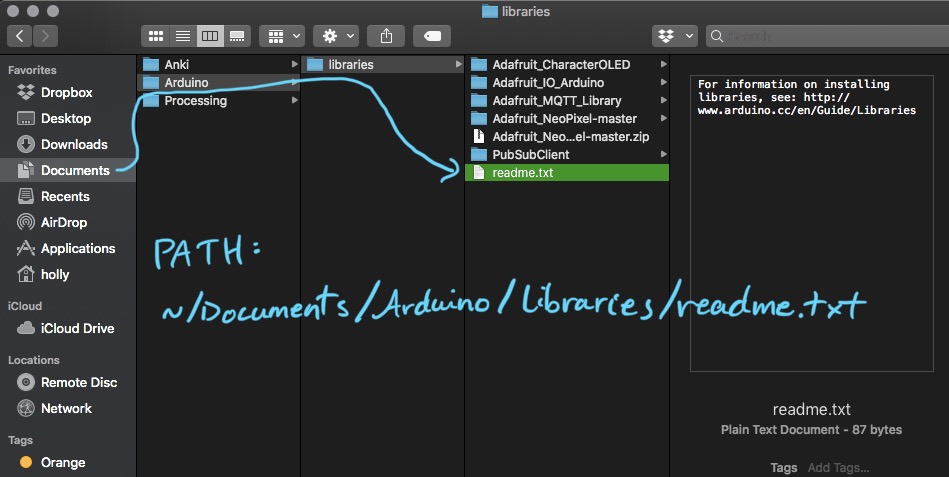 libraries
Search
Favorites
Dropbox
Desktop
Downloads
Documents
Recents
AirDrop
Applications
holly
iCloud
iCloud Drive
Locations
Remote Disc
Network
Tags
Orange
Anki
Arduino
Processing
libraries
Adafruit_CharacterOLED
Adafruit_IO_Arduino
Adafruit_MQTT_Library
Adafruit_NeoPixel-master
Adafruit_Neo...el-master.zip
PubSubClient
readme.txt
For information on installing
libraries, see: http://
www.arduino.cc/en/Guide/Libraries
readme.txt
Plain Text Document - 87 bytes
Tags Add Tags...
PATH:
~/Documents/Arduino/Libraries/readme.txt